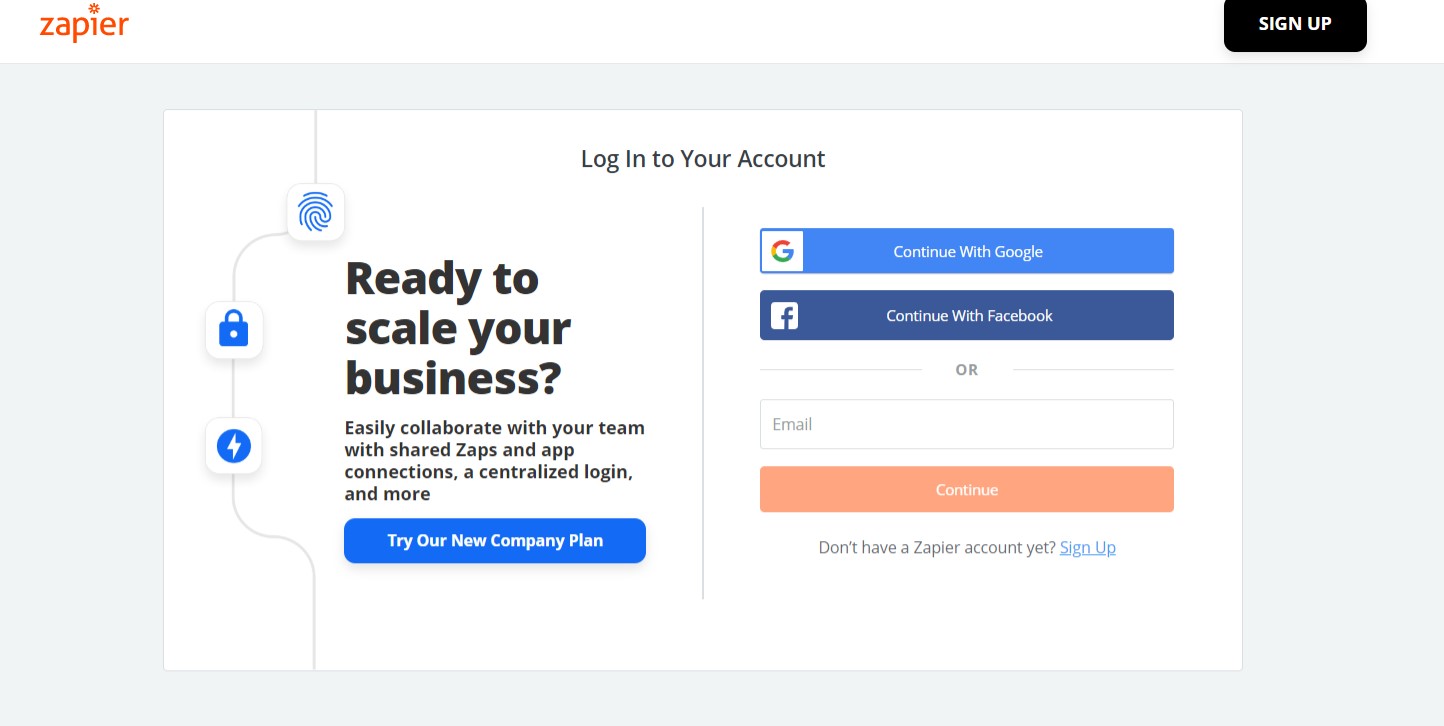 zapier
SIGN UP
Log In to Your Account
Ready to
scale your
business?
Easily collaborate with your team
with shared Zaps and app
connections, a centralized login,
and more
Try Our New Company Plan
Continue With Google
Continue With Facebook
OR
Email
Continue
Don’t have a Zapier account yet? Sign Up